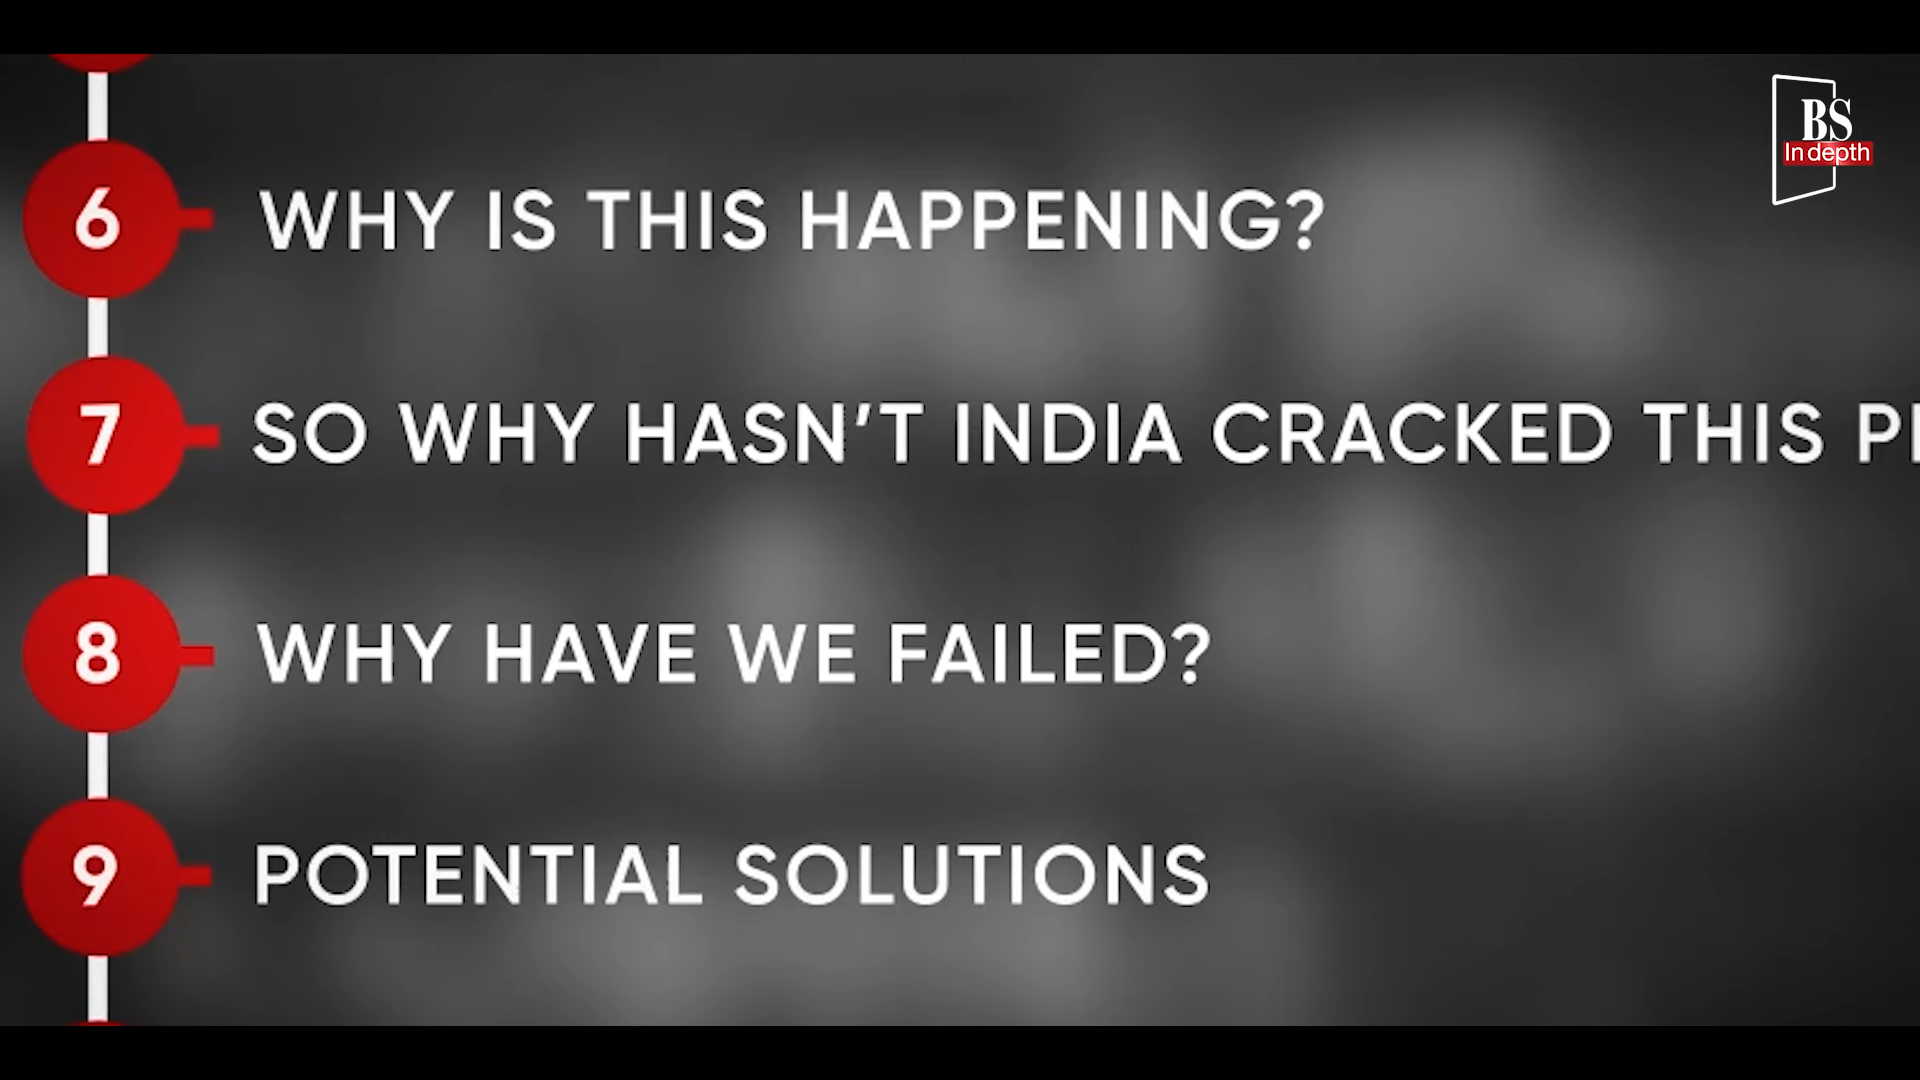 BS
In depth
6 WHY IS THIS HAPPENING?
7 SO WHY HASN'T INDIA CRACKED THIS
8 WHY HAVE WE FAILED?
9 POTENTIAL SOLUTIONS